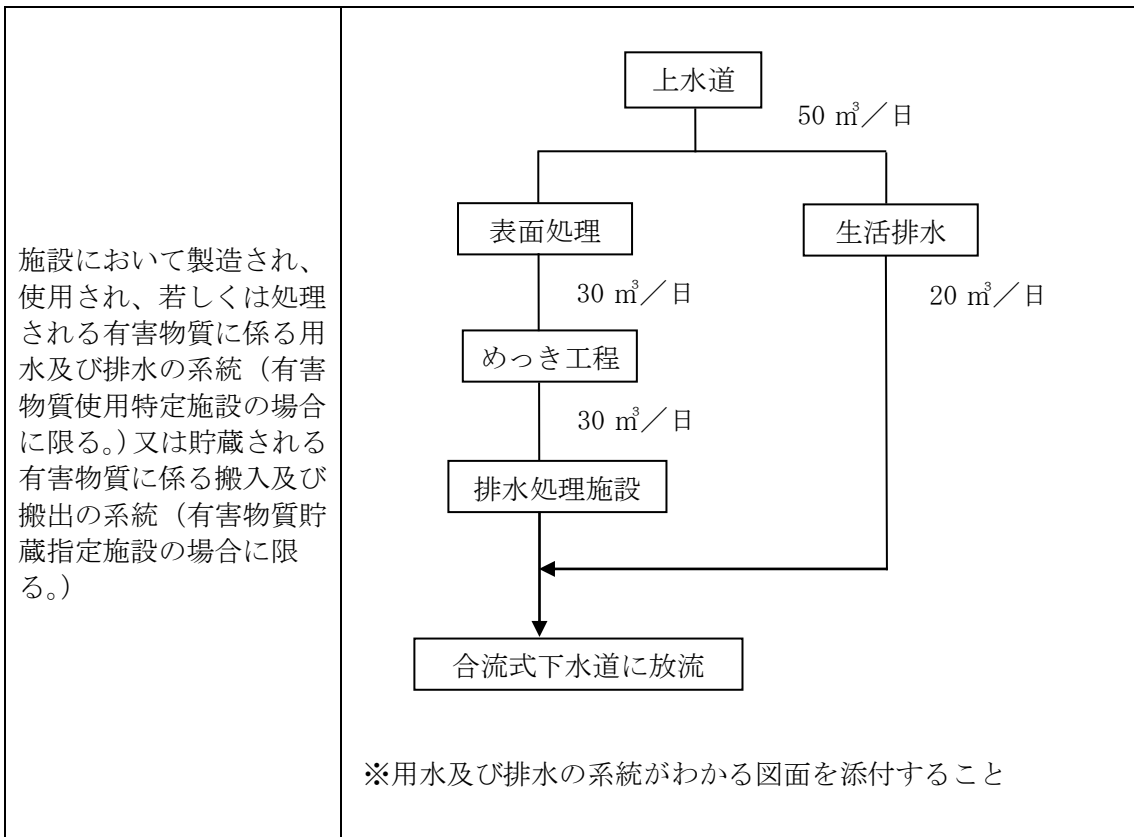 施設において製造され、
使用され、若しくは処理
される有害物質に係る用
水及び排水の系統（有害
物質使用特定施設の場合
に限る。）又は貯蔵される
有害物質に係る搬入及び
搬出の系統（有害物質貯
蔵指定施設の場合に限
る。）
上水道
50 ㎥／日
表面処理
生活排水
30 ㎥／日
20 ㎥／日
めっき工程
30 ㎥／日
排水処理施設
合流式下水道に放流
※用水及び排水の系統がわかる図面を添付すること